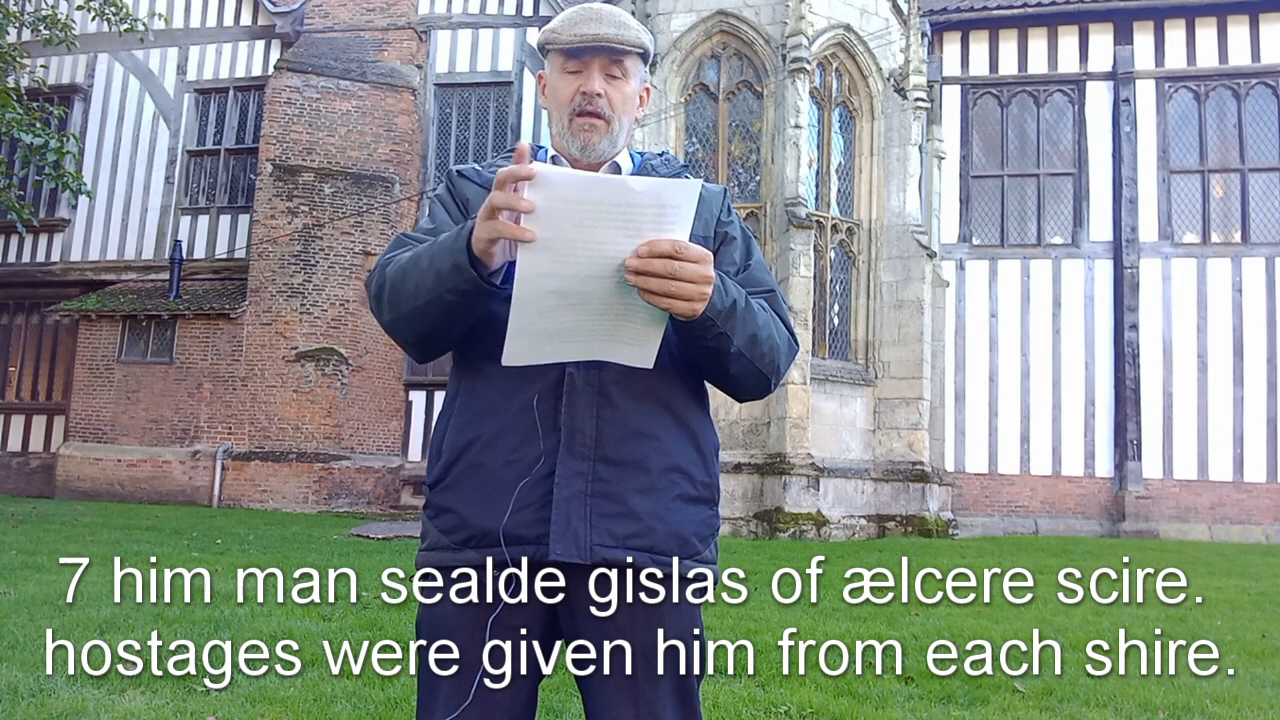 7 him man sealde gislas of ælcere scire.
hostages were given him from each shire.